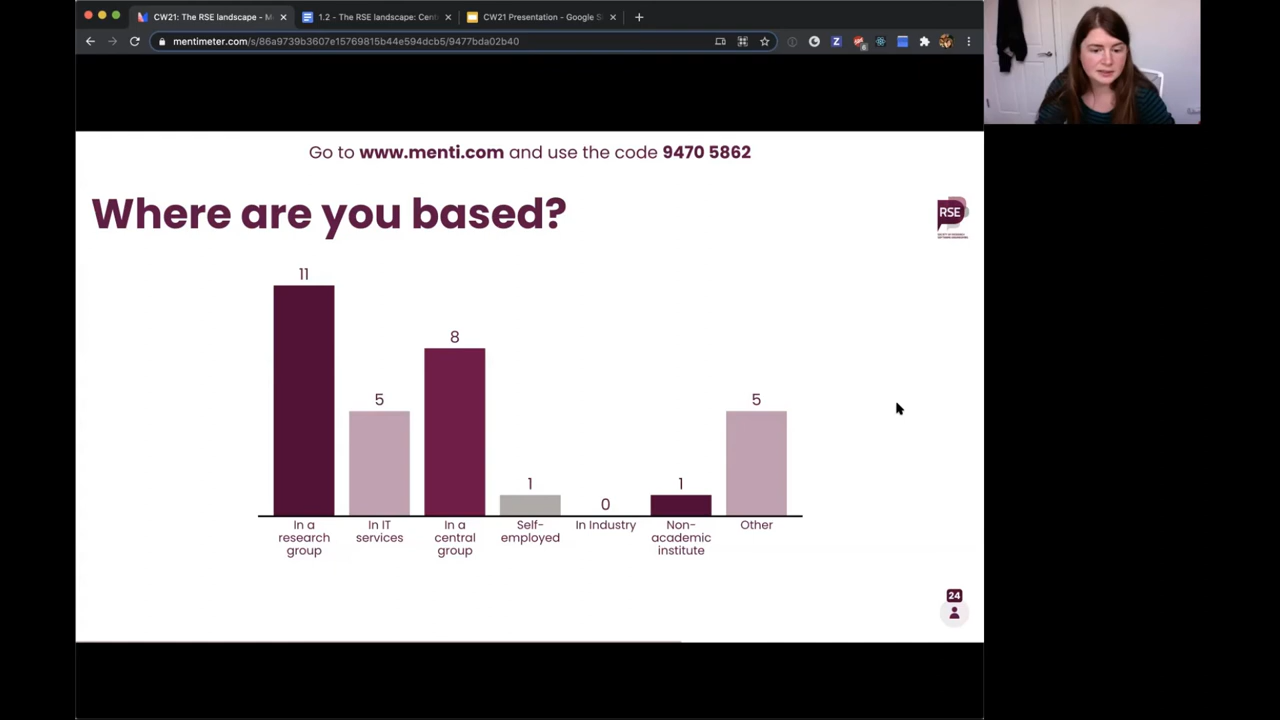 CW21: The RSE landscape - M
1.2 - The RSE landscape: Cent
CW21 Presentation - Google S
mentimeter.com/s/86a9739b3607e15769815b44e594dcb5/9477bda02b40
Go to www.menti.com and use the code 9470 5862
Where are you based?
RSE
11
5
8
1
0
1
5
In a
research
group
In IT
services
In a
central
group
Self-
employed
In Industry
Non-
academic
institute
Other
24